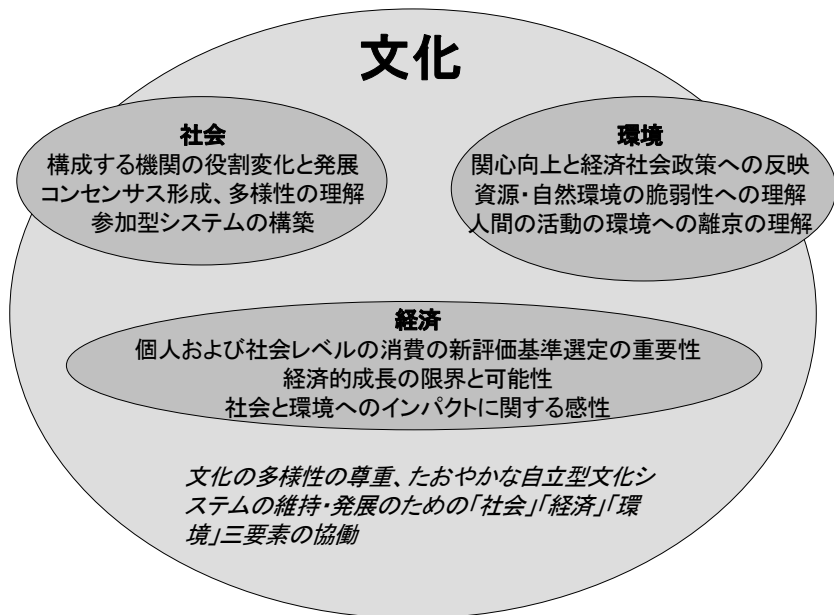 文化
社会
構成する機関の役割変化と発展
コンセンサス形成、多様性の理解
参加型システムの構築
環境
関心向上と経済社会政策への反映
資源・自然環境の脆弱性への理解
人間の活動の環境への離京の理解
経済
個人および社会レベルの消費の新評価基準選定の重要性
経済的成長の限界と可能性
社会と環境へのインパクトに関する感性
文化の多様性の尊重、たおやかな自立型文化シ
ステムの維持・発展のための「社会」「経済」「環
境」三要素の協働